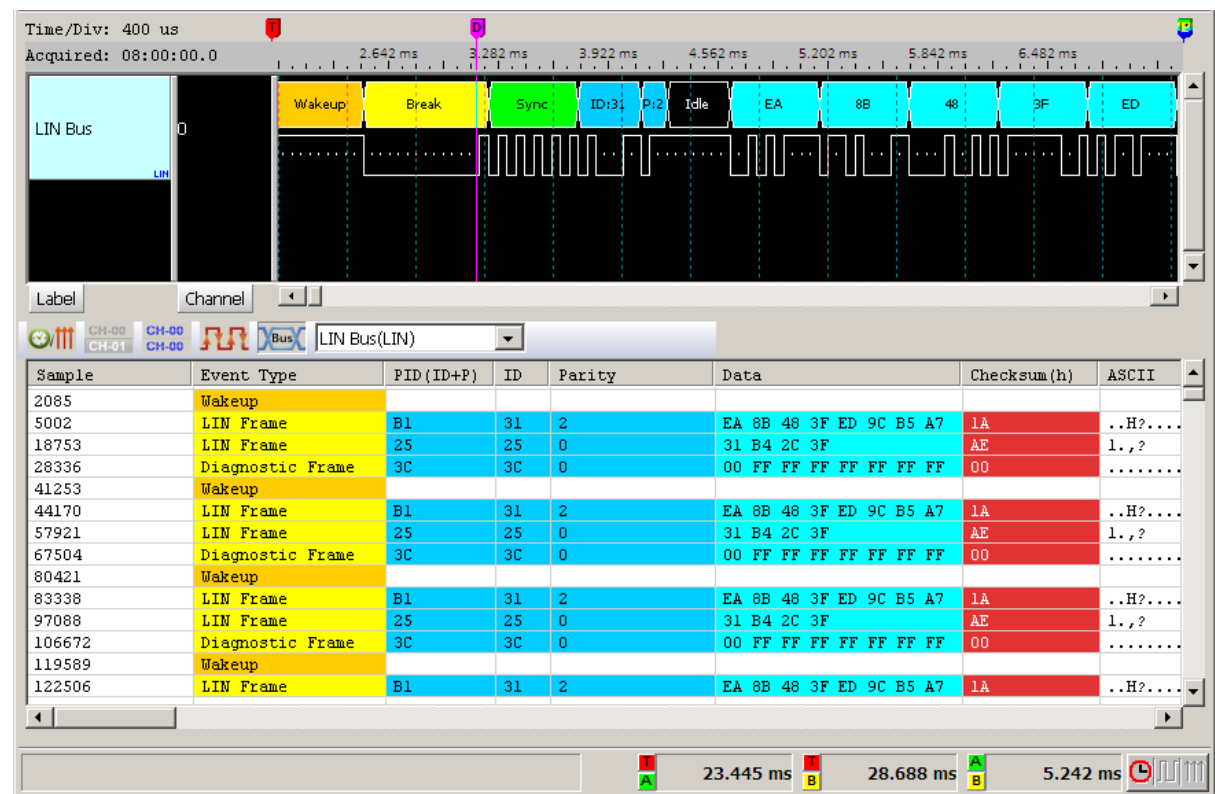 Time/Div: 400 us T D
Acquired: 08:00:00.0 2.642 ms 3.282 ms 3.922 ms 4.562 ms 5.202 ms 5.842 ms 6.482 ms
LIN Bus 0 Wakeup Break Sync ID:31 P:2 Idle EA 8B 48 3F ED
LIN
Label Channel
CH-00 CH-00
CH-01 CH-00
Bus LIN Bus(LIN)
Sample Event Type PID(ID+P) ID Parity Data Checksum(h) ASCII
2085 Wakeup
5002 LIN Frame B1 31 2 EA 8B 48 3F ED 9C B5 A7 1A ..H?....
18753 LIN Frame 25 25 0 31 B4 2C 3F AE 1.,?
28336 Diagnostic Frame 3C 3C 0 00 FF FF FF FF FF FF FF 00 ........
41253 Wakeup
44170 LIN Frame B1 31 2 EA 8B 48 3F ED 9C B5 A7 1A ..H?....
57921 LIN Frame 25 25 0 31 B4 2C 3F AE 1.,?
67504 Diagnostic Frame 3C 3C 0 00 FF FF FF FF FF FF FF 00 ........
80421 Wakeup
83338 LIN Frame B1 31 2 EA 8B 48 3F ED 9C B5 A7 1A ..H?....
97088 LIN Frame 25 25 0 31 B4 2C 3F AE 1.,?
106672 Diagnostic Frame 3C 3C 0 00 FF FF FF FF FF FF FF 00 ........
119589 Wakeup
122506 LIN Frame B1 31 2 EA 8B 48 3F ED 9C B5 A7 1A ..H?....
T A 23.445 ms T B 28.688 ms A B 5.242 ms